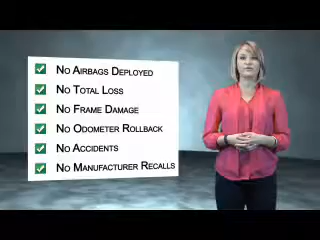 No Airbags Deployed
No Total Loss
No Frame Damage
No Odometer Rollback
No Accidents
No Manufacturer Recalls